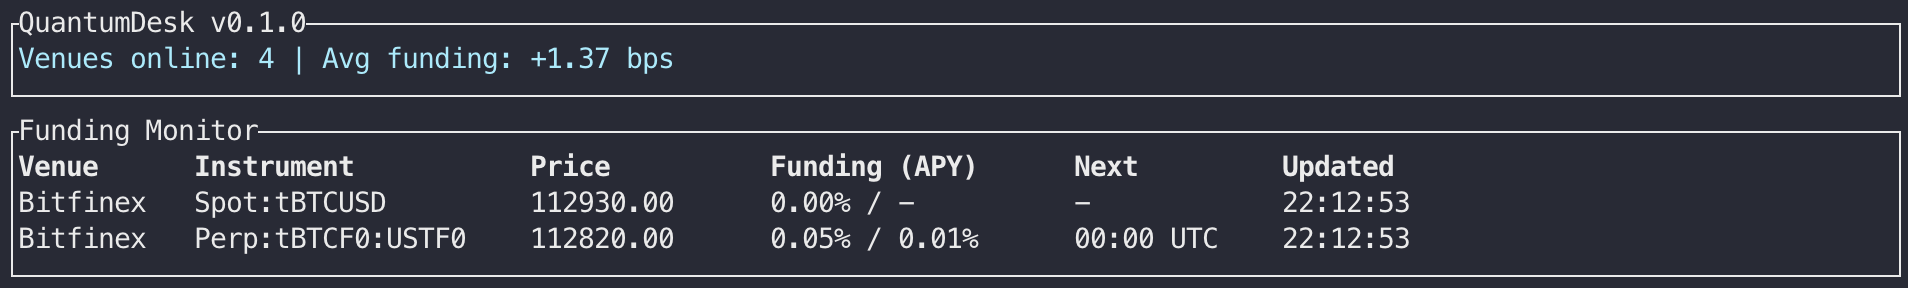 QuantumDesk v0.1.0
Venues online: 4 | Avg funding: +1.37 bps
Funding Monitor
Venue Instrument Price Funding (APY) Next Updated
Bitfinex Spot:tBTCUSD 112930.00 0.00% / – – 22:12:53
Bitfinex Perp:tBTCF0:USTF0 112820.00 0.05% / 0.01% 00:00 UTC 22:12:53